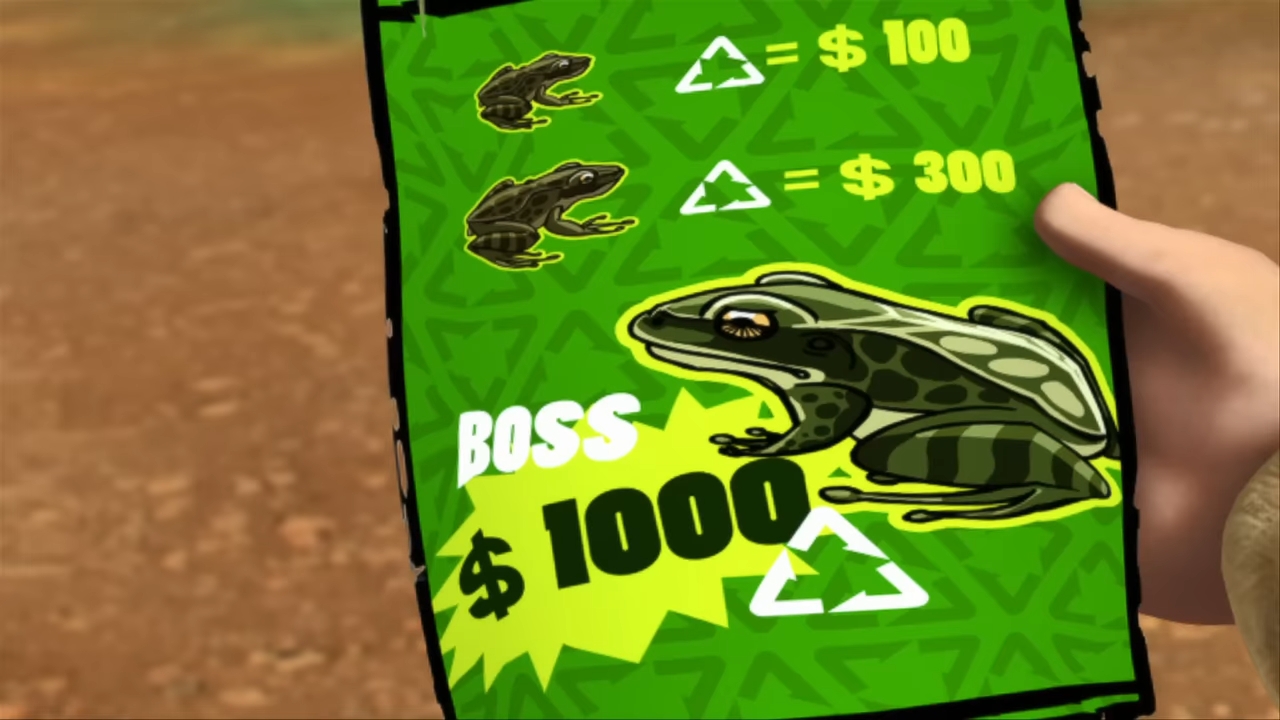 = $ 100
= $ 300
BOSS
$ 1000